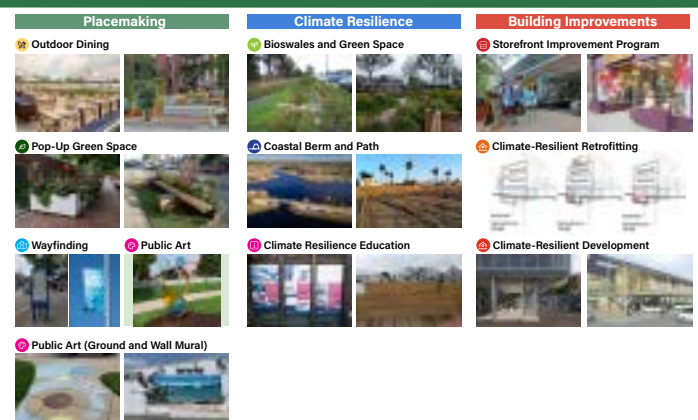 Placemaking
Outdoor Dining
Pop-Up Green Space
Wayfinding
Public Art
Public Art (Ground and Wall Mural)
Climate Resilience
Bioswales and Green Space
Coastal Berm and Path
Climate Resilience Education
Building Improvements
Storefront Improvement Program
Climate-Resilient Retrofitting
Climate-Resilient Development